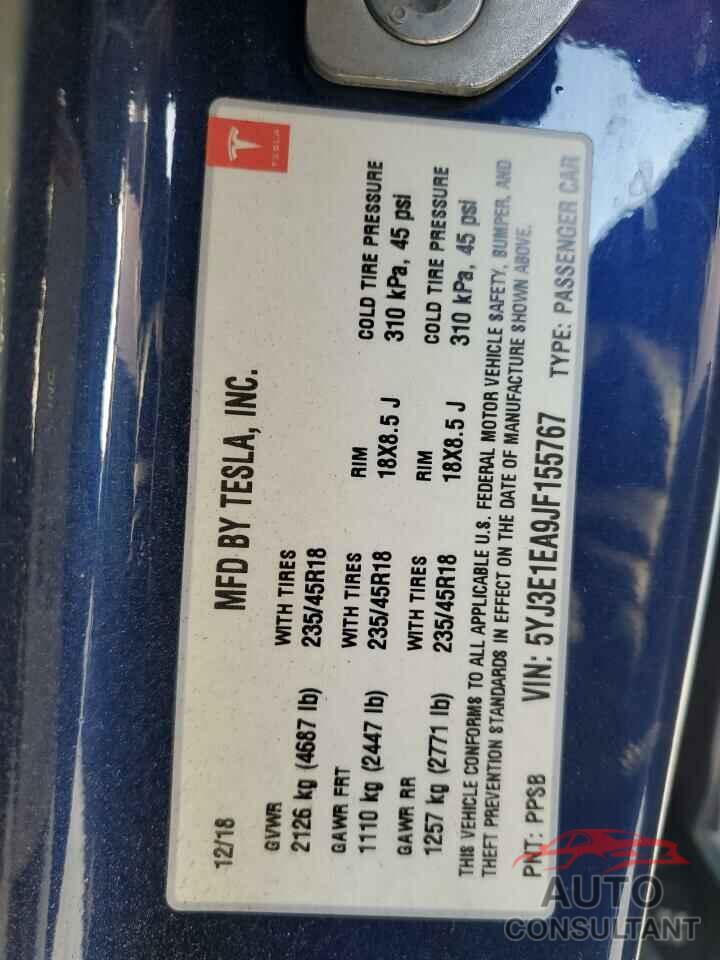 TESLA
MFD BY TESLA, INC.
12/18
GVWR WITH TIRES
2126 kg (4687 lb) 235/45R18
GAWR FRT WITH TIRES RIM COLD TIRE PRESSURE
1110 kg (2447 lb) 235/45R18 18X8.5 J 310 kPa, 45 psi
GAWR RR WITH TIRES RIM COLD TIRE PRESSURE
1257 kg (2771 lb) 235/45R18 18X8.5 J 310 kPa, 45 psi
THIS VEHICLE CONFORMS TO ALL APPLICABLE U.S. FEDERAL MOTOR VEHICLE SAFETY, BUMPER, AND
THEFT PREVENTION STANDARDS IN EFFECT ON THE DATE OF MANUFACTURE SHOWN ABOVE.
PNT: PPSB VIN: 5YJ3E1EA9JF155767 TYPE: PASSENGER CAR
AUTO
CONSULTANT